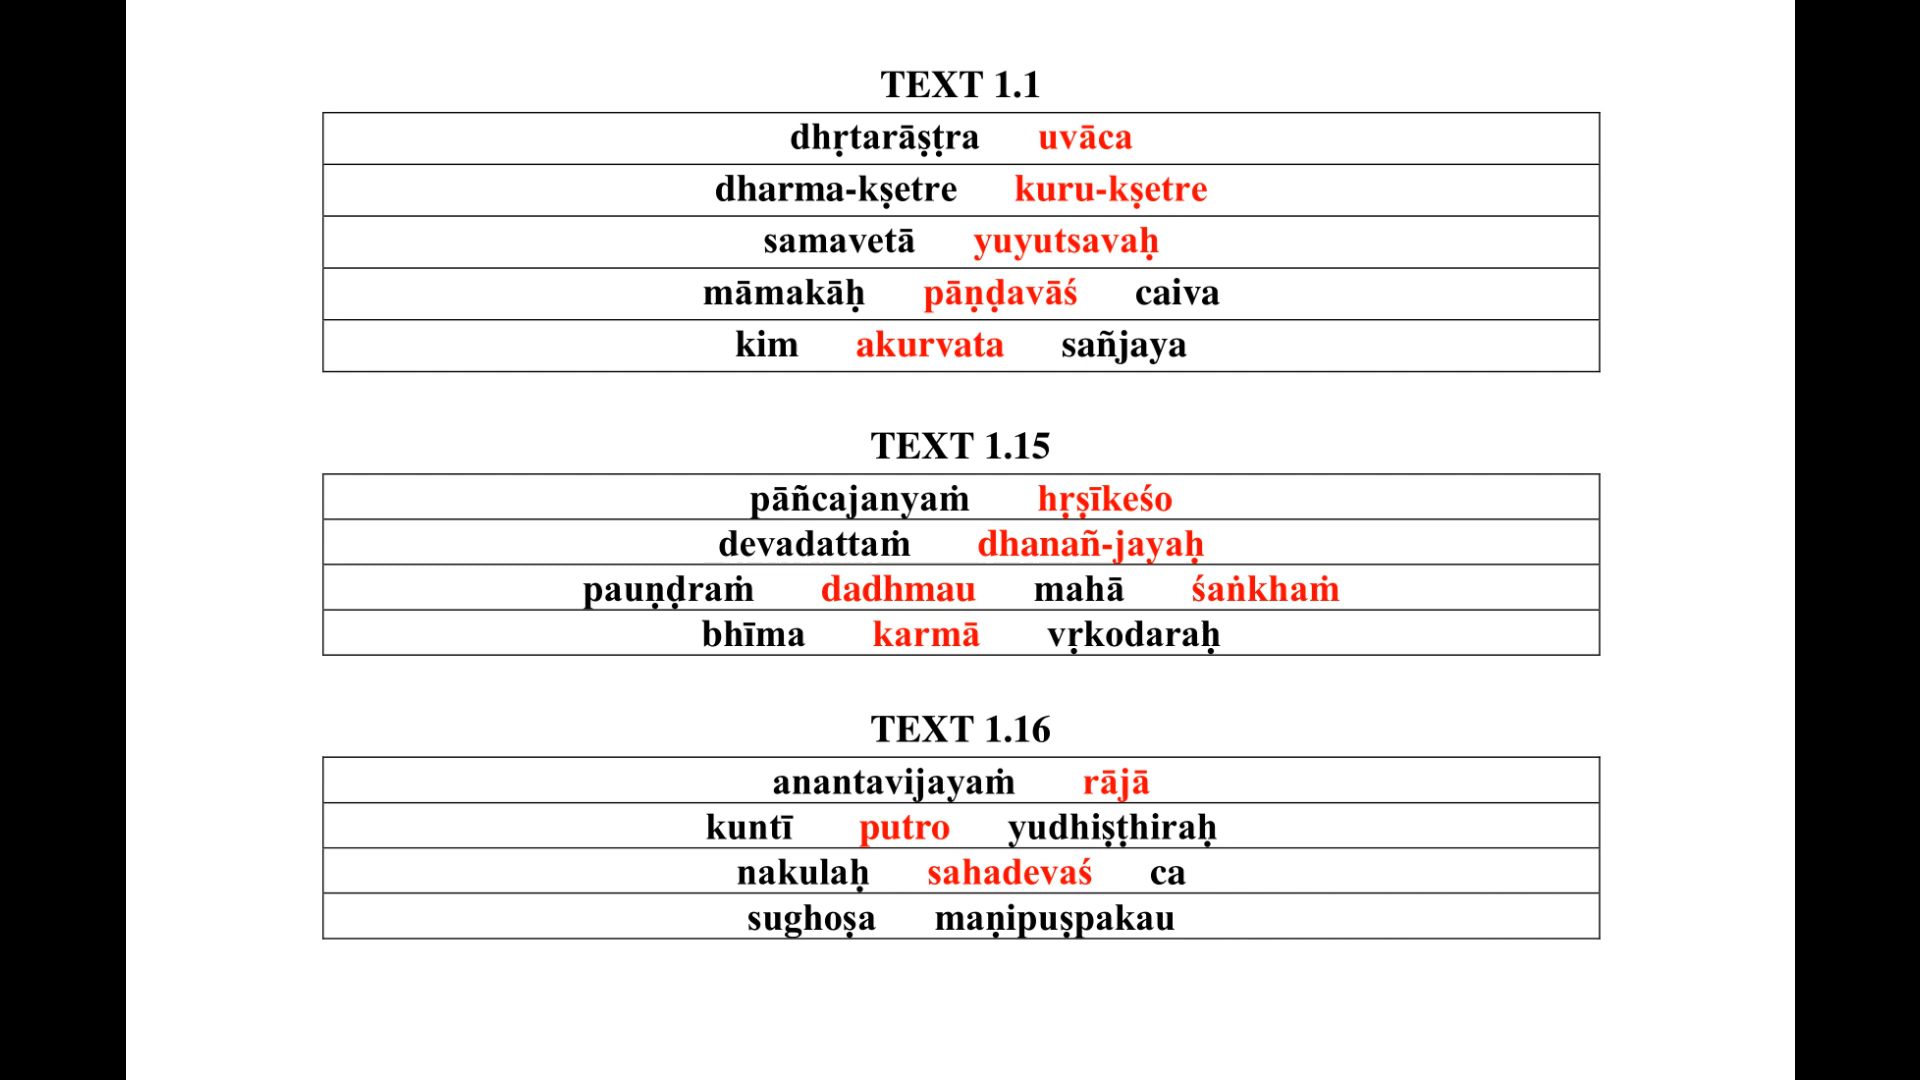 TEXT 1.1
dhṛtarāṣṭra uvāca
dharma-kṣetre kuru-kṣetre
samavetā yuyutsavaḥ
māmakāḥ pāṇḍavāś caiva
kim akurvata sañjaya
TEXT 1.15
pāñcajanyaṁ hṛṣīkeśo
devadattaṁ dhanañ-jayaḥ
pauṇḍraṁ dadhmau mahā śaṅkhaṁ
bhīma karmā vṛkodaraḥ
TEXT 1.16
anantavijayaṁ rājā
kuntī putro yudhiṣṭhiraḥ
nakulaḥ sahadevaś ca
sughoṣa maṇipuṣpakau